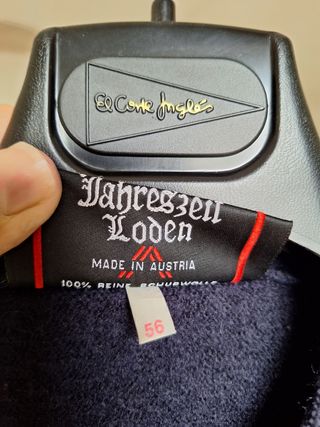 El Corte Inglés
Jahreszeit
Loden
MADE IN AUSTRIA
100% REINE SCHURWOLLE
56